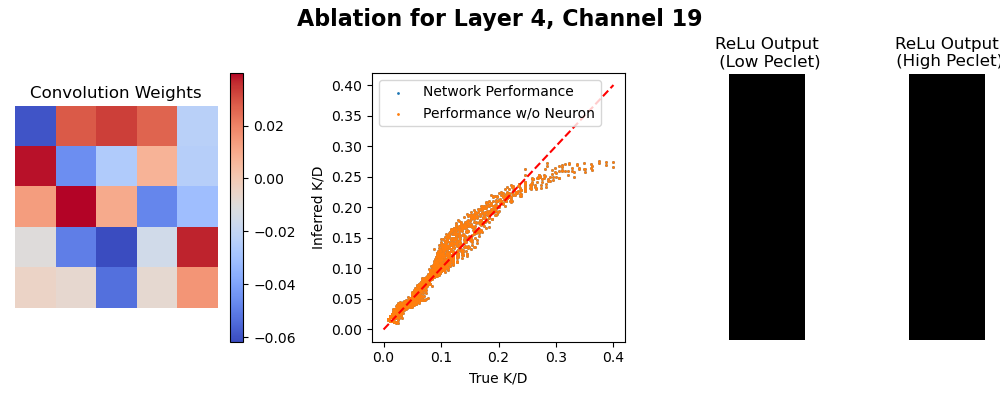 Ablation for Layer 4, Channel 19
Convolution Weights
0.02
0.00
−0.02
−0.04
−0.06
Network Performance
Performance w/o Neuron
0.40
0.35
0.30
0.25
0.20
0.15
0.10
0.05
0.00
Inferred K/D
0.0
0.1
0.2
0.3
0.4
True K/D
ReLu Output
(Low Peclet)
ReLu Output
(High Peclet)